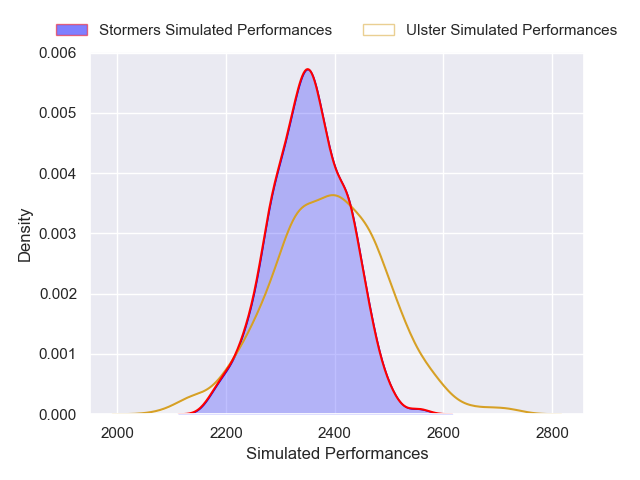 Stormers Simulated Performances Ulster Simulated Performances
0.006
0.005
0.004
0.003
0.002
0.001
0.000
Density
2000 2200 2400 2600 2800
Simulated Performances